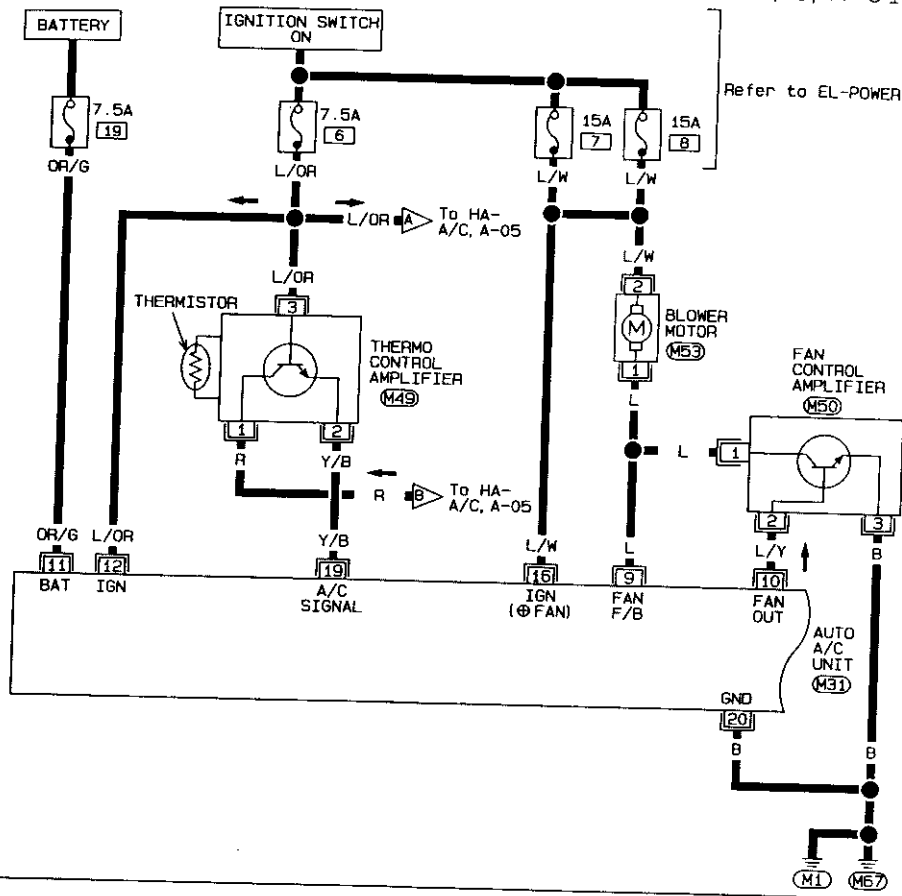 BATTERY
IGNITION SWITCH
ON
Refer to EL-POWER
7.5A
19
7.5A
6
15A
7
15A
8
OR/G
L/OR
L/W
L/W
L/OR
A
To HA-
A/C, A-05
L/OR
L/W
THERMISTOR
3
2
M
BLOWER
MOTOR
M53
1
THERMO
CONTROL
AMPLIFIER
M49
FAN
CONTROL
AMPLIFIER
M50
1
2
L
L
1
R
Y/B
R
B
To HA-
A/C, A-05
2
3
OR/G
L/OR
Y/B
L/W
L
L/Y
B
11
12
19
16
9
10
BAT
IGN
A/C
SIGNAL
IGN
(⊕FAN)
FAN
F/B
FAN
OUT
AUTO
A/C
UNIT
M31
GND
20
B
B
M1
M67